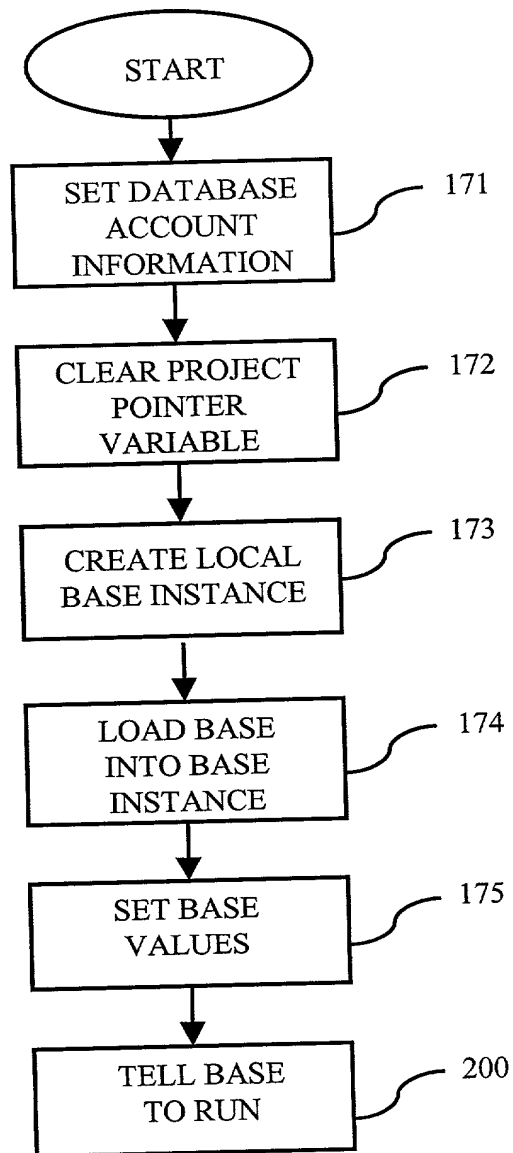 START
SET DATABASE
ACCOUNT
INFORMATION
171
CLEAR PROJECT
POINTER
VARIABLE
172
CREATE LOCAL
BASE INSTANCE
173
LOAD BASE
INTO BASE
INSTANCE
174
SET BASE
VALUES
175
TELL BASE
TO RUN
200